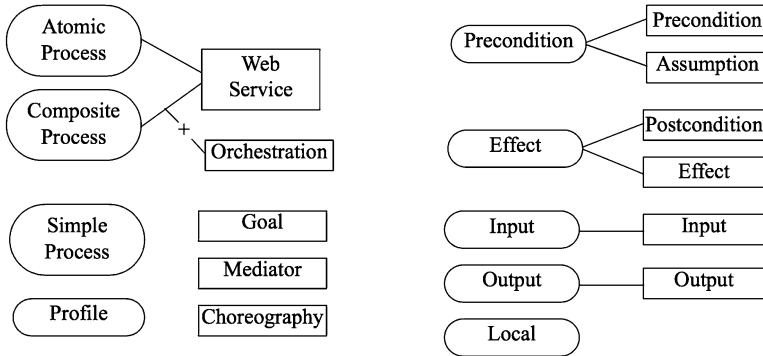 Atomic
Process
Web
Service
Composite
Process
+
Orchestration
Simple
Process
Goal
Mediator
Profile
Choreography
Precondition
Precondition
Assumption
Effect
Postcondition
Effect
Input
Input
Output
Output
Local